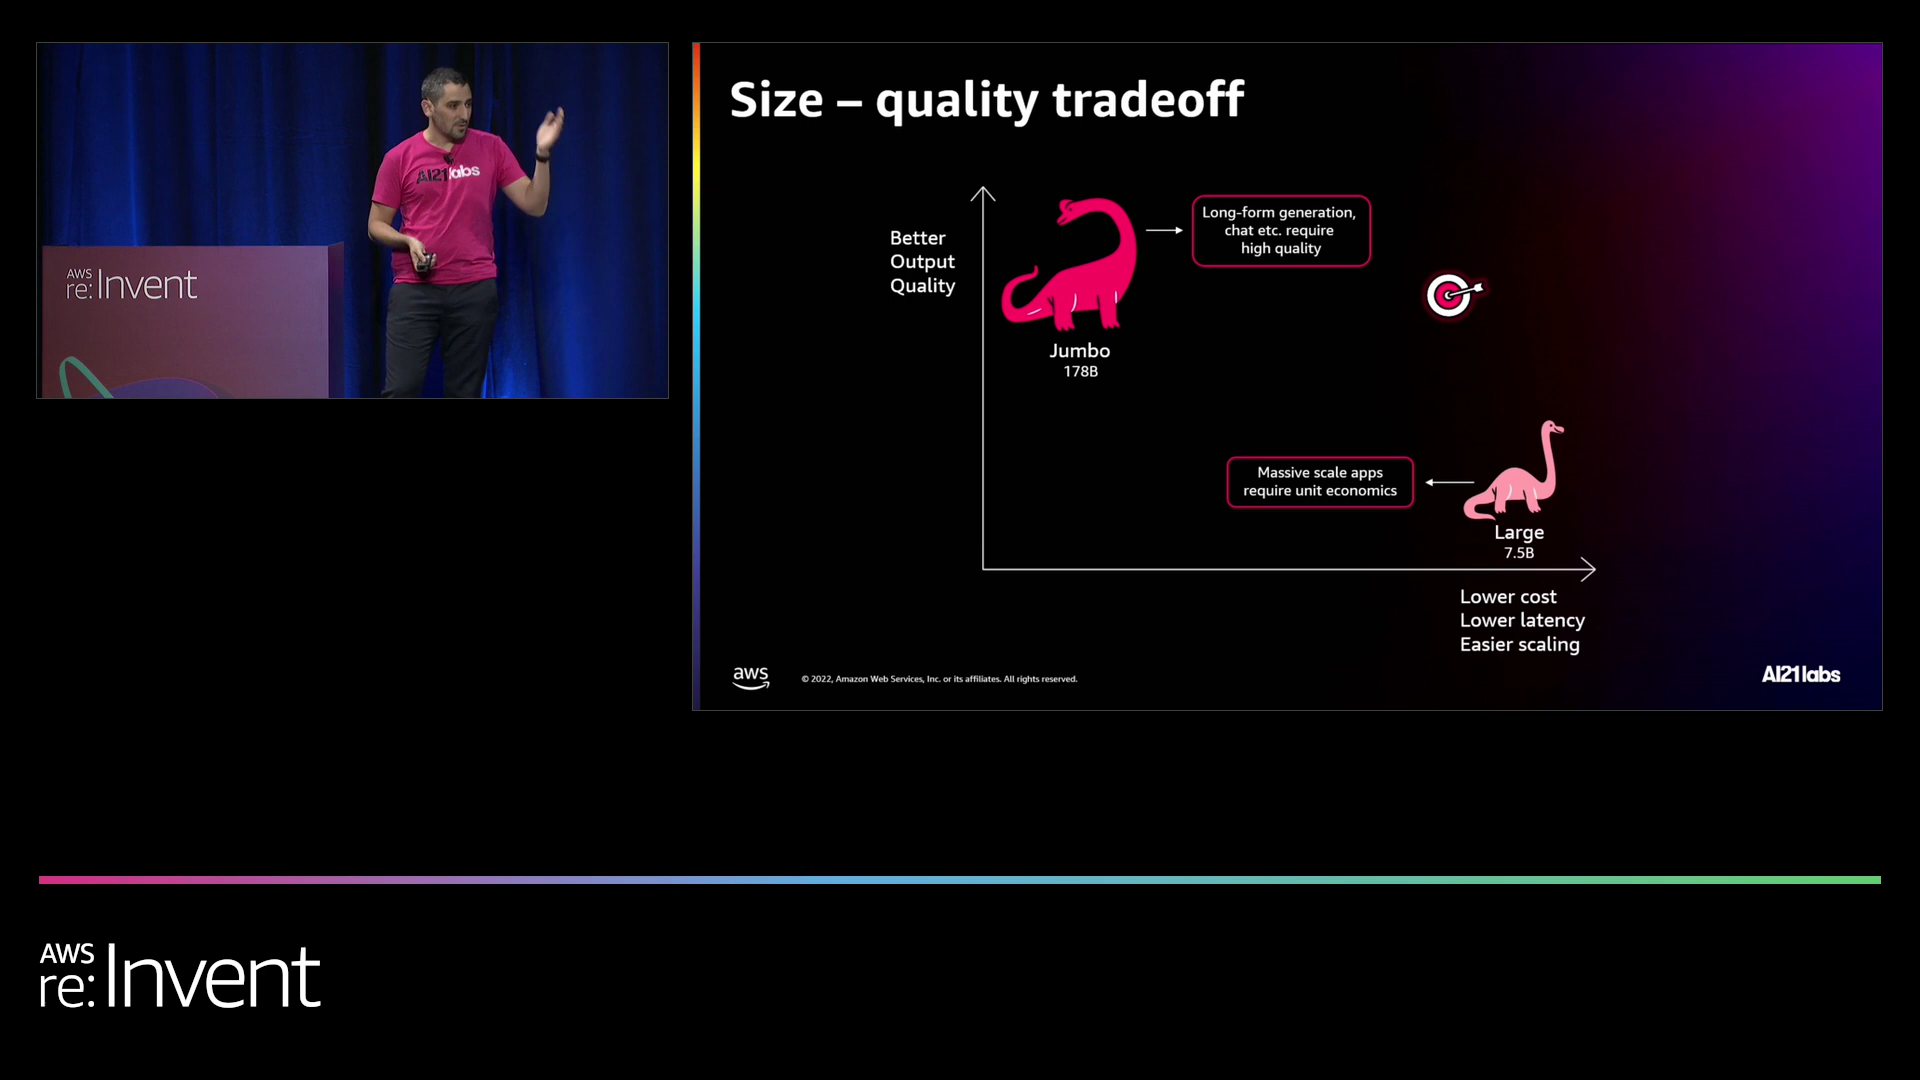 AI21labs
AWS
re:Invent
Size – quality tradeoff
Better
Output
Quality
Long-form generation,
chat etc. require
high quality
Jumbo
178B
Massive scale apps
require unit economics
Large
7.5B
Lower cost
Lower latency
Easier scaling
aws
© 2022, Amazon Web Services, Inc. or its affiliates. All rights reserved.
AI21labs
AWS
re:Invent